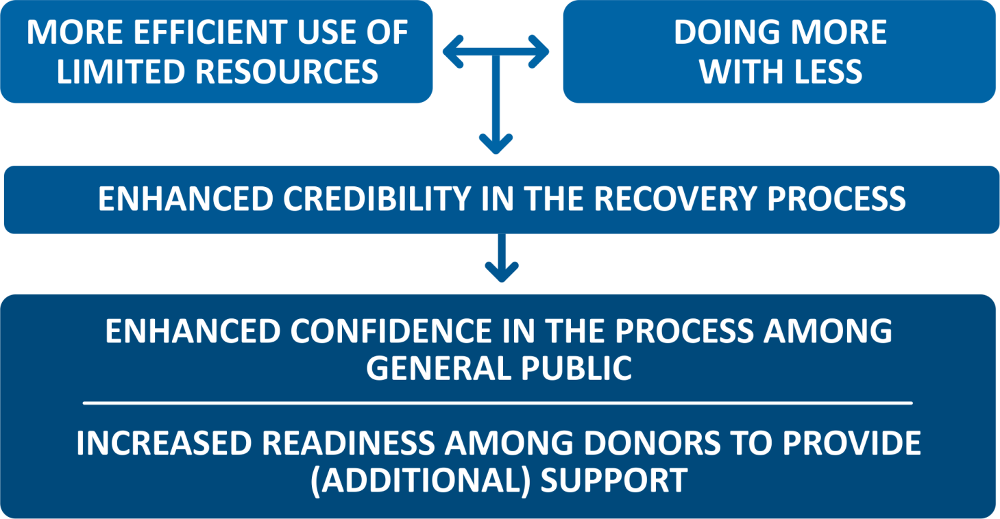 MORE EFFICIENT USE OF
LIMITED RESOURCES
DOING MORE
WITH LESS
ENHANCED CREDIBILITY IN THE RECOVERY PROCESS
ENHANCED CONFIDENCE IN THE PROCESS AMONG
GENERAL PUBLIC
INCREASED READINESS AMONG DONORS TO PROVIDE
(ADDITIONAL) SUPPORT